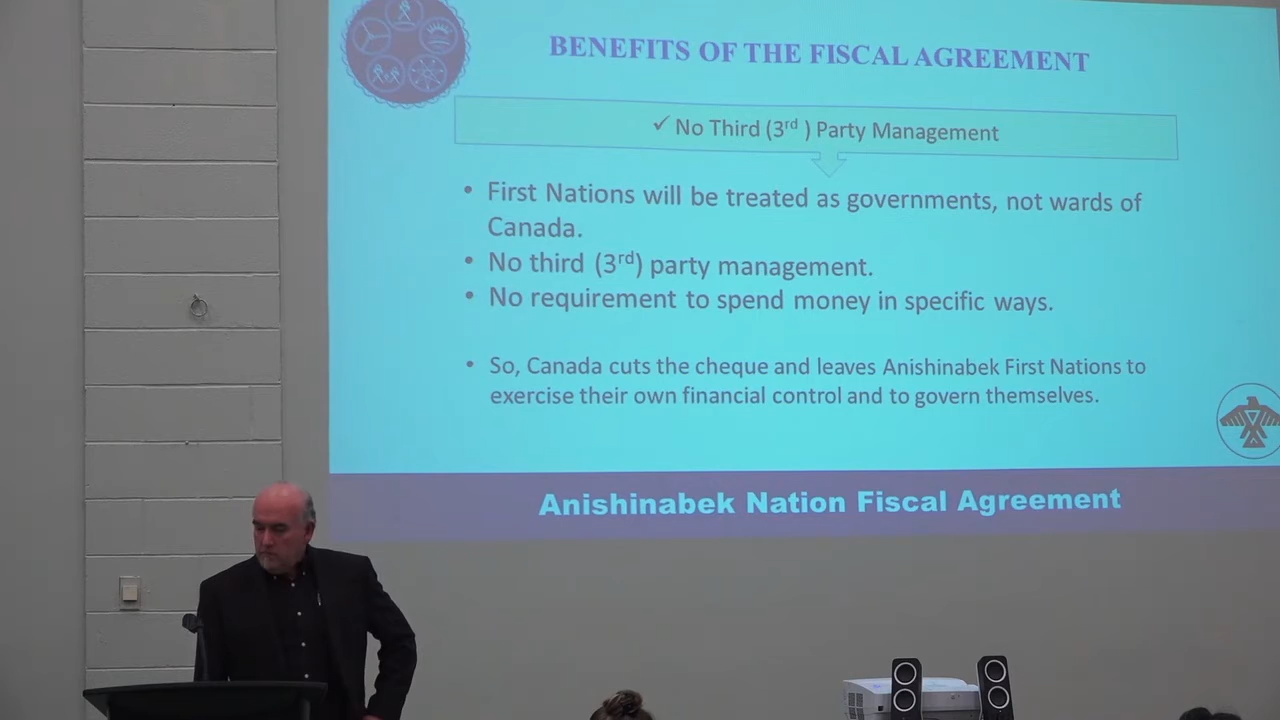 BENEFITS OF THE FISCAL AGREEMENT
✓ No Third (3rd ) Party Management
• First Nations will be treated as governments, not wards of
Canada.
• No third (3rd) party management.
• No requirement to spend money in specific ways.
• So, Canada cuts the cheque and leaves Anishinabek First Nations to
exercise their own financial control and to govern themselves.
Anishinabek Nation Fiscal Agreement